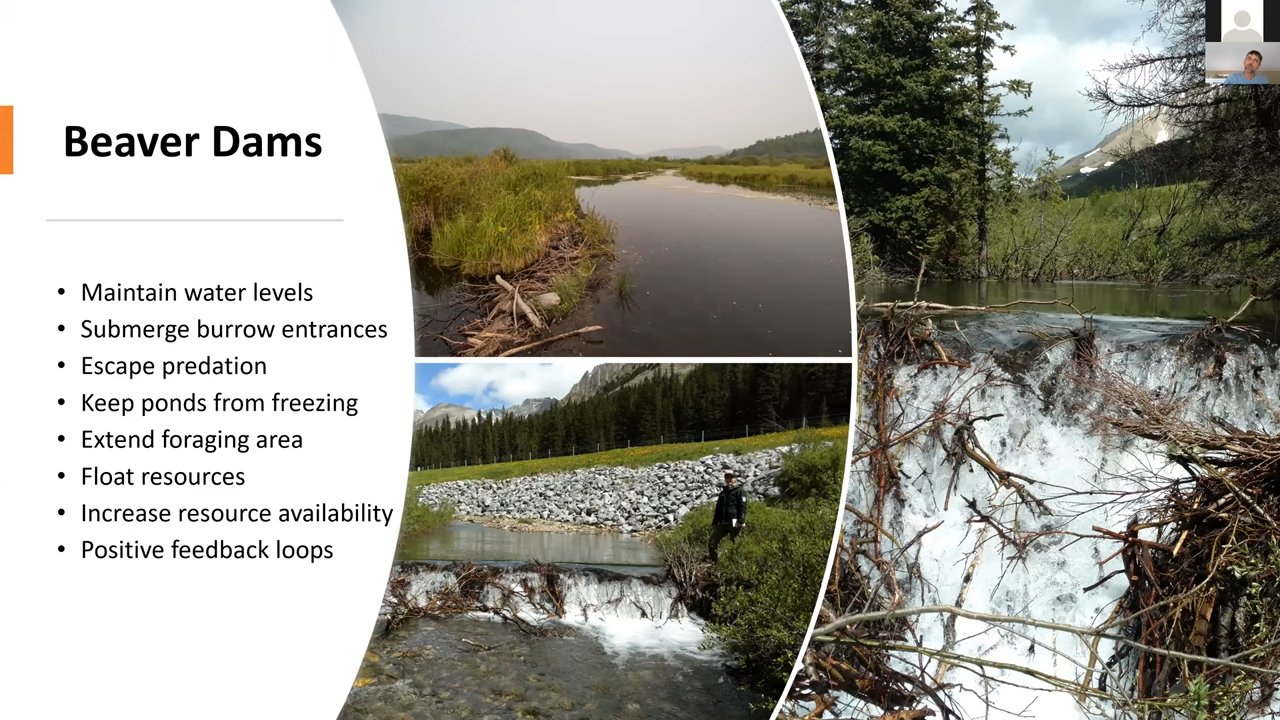 Beaver Dams
• Maintain water levels
• Submerge burrow entrances
• Escape predation
• Keep ponds from freezing
• Extend foraging area
• Float resources
• Increase resource availability
• Positive feedback loops